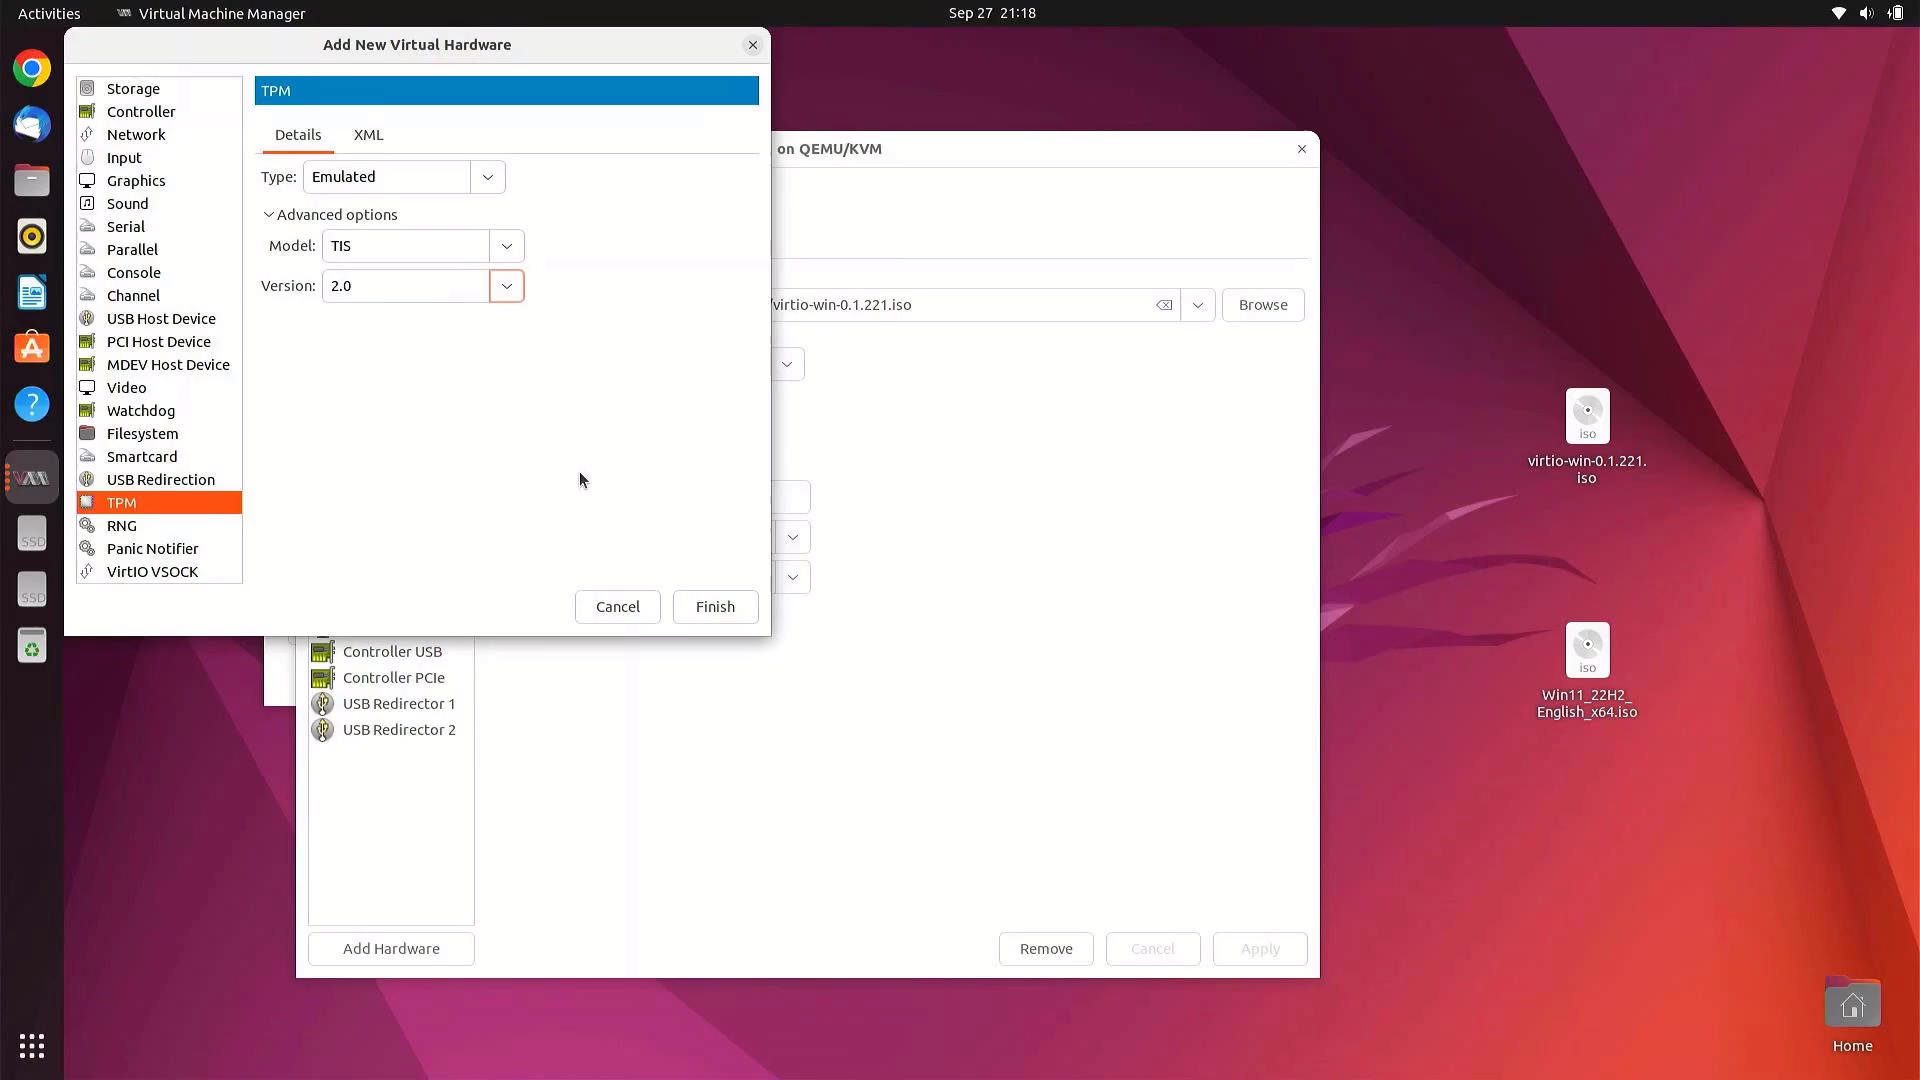 Activities
Virtual Machine Manager
Sep 27 21:18
Add New Virtual Hardware
Storage
Controller
Network
Input
Graphics
Sound
Serial
Parallel
Console
Channel
USB Host Device
PCI Host Device
MDEV Host Device
Video
Watchdog
Filesystem
Smartcard
USB Redirection
TPM
RNG
Panic Notifier
VirtIO VSOCK
TPM
Details
XML
Type: Emulated
Advanced options
Model: TIS
Version: 2.0
Cancel
Finish
on QEMU/KVM
/virtio-win-0.1.221.iso
Browse
Controller USB
Controller PCIe
USB Redirector 1
USB Redirector 2
Add Hardware
Remove
Cancel
Apply
SSD
SSD
iso
virtio-win-0.1.221.
iso
iso
Win11_22H2_
English_x64.iso
Home